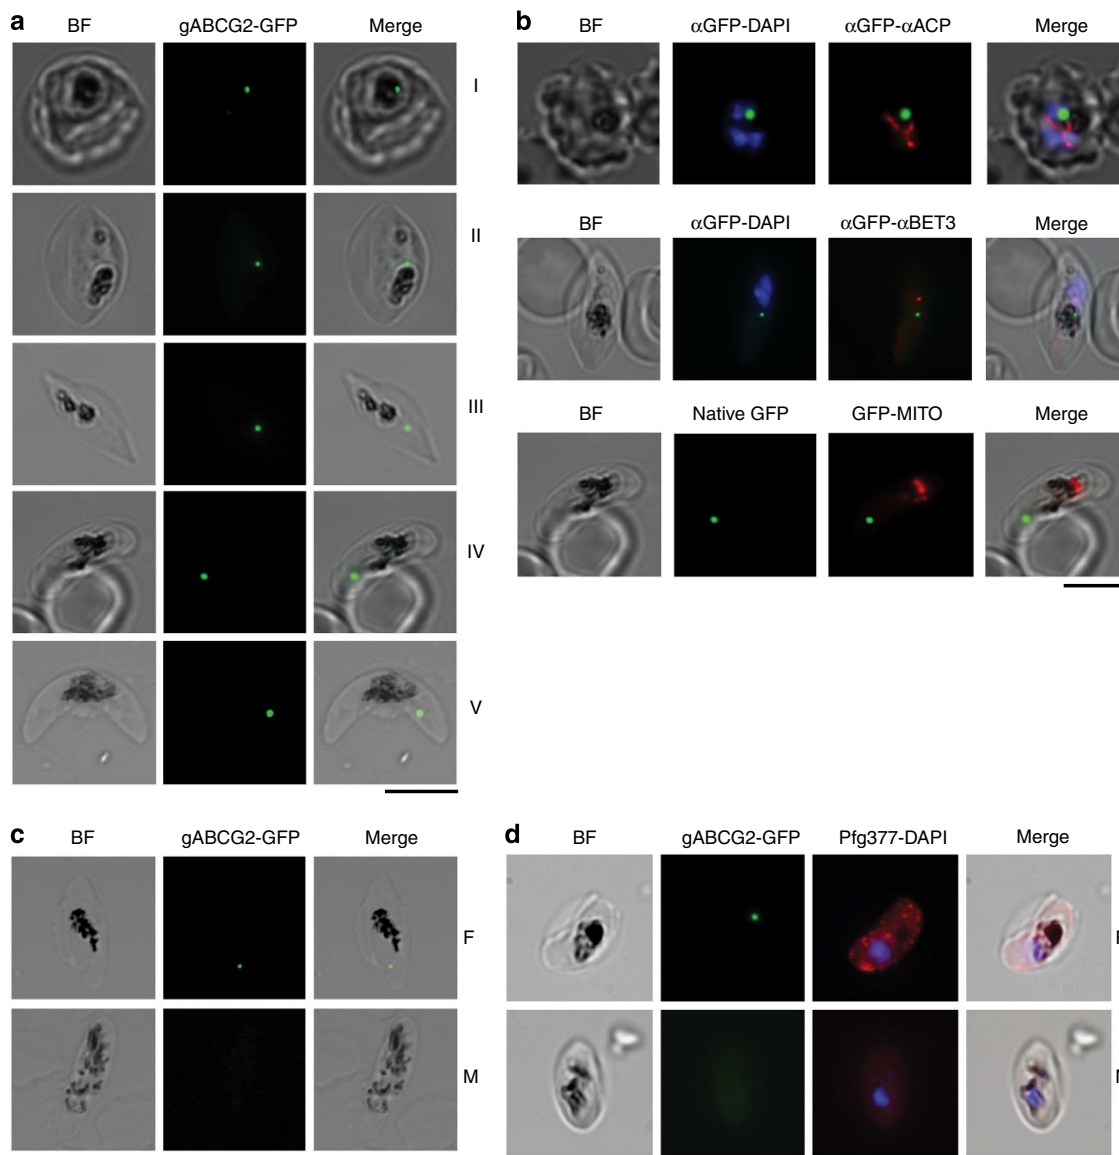 a
BF gABCG2-GFP Merge
I
II
III
IV
V
b
BF αGFP-DAPI αGFP-αACP Merge
BF αGFP-DAPI αGFP-αBET3 Merge
BF Native GFP GFP-MITO Merge
c
BF gABCG2-GFP Merge
F
M
d
BF gABCG2-GFP Pfg377-DAPI Merge